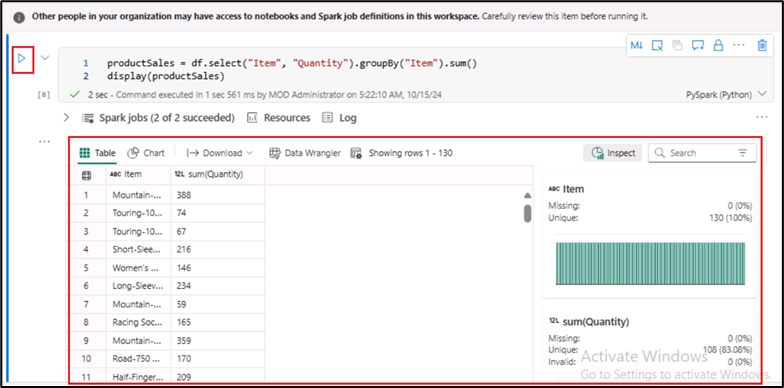 Other people in your organization may have access to notebooks and Spark job definitions in this workspace. Carefully review this item before running it.
M↓
1 productSales = df.select("Item", "Quantity").groupBy("Item").sum()
2 display(productSales)
[8] 2 sec - Command executed in 1 sec 561 ms by MOD Administrator on 5:22:10 AM, 10/15/24 PySpark (Python)
Spark jobs (2 of 2 succeeded) Resources Log
Table Chart Download Data Wrangler Showing rows 1 - 130 Inspect Search
ABC Item 12L sum(Quantity)
1 Mountain-... 388
2 Touring-10... 74
3 Touring-10... 67
4 Short-Slee... 216
5 Women's ... 146
6 Long-Sleev... 234
7 Mountain-... 59
8 Racing Soc... 165
9 Mountain-... 359
10 Road-750 ... 170
11 Half-Finger... 209
ABC Item
Missing: 0 (0%)
Unique: 130 (100%)
12L sum(Quantity)
Missing: 0 (0%)
Unique: 108 (83.08%)
Invalid: 0 (0%)
Activate Windows
Go to Settings to activate Windows.